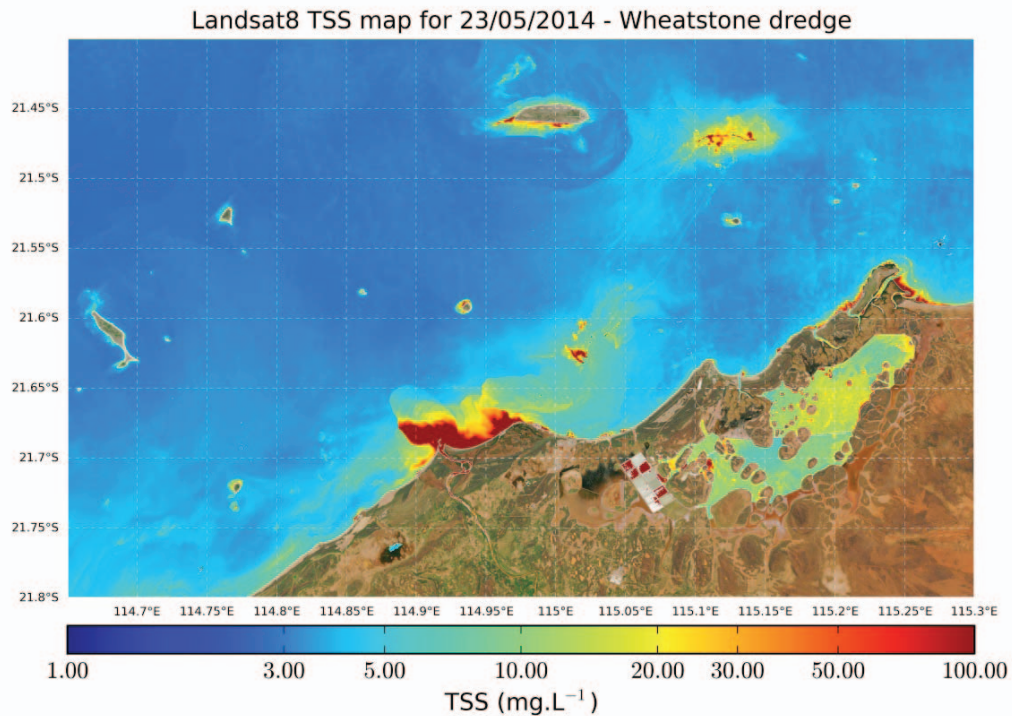 Landsat8 TSS map for 23/05/2014 - Wheatstone dredge
21.45°S
21.5°S
21.55°S
21.6°S
21.65°S
21.7°S
21.75°S
21.8°S
114.7°E 114.75°E 114.8°E 114.85°E 114.9°E 114.95°E 115°E 115.05°E 115.1°E 115.15°E 115.2°E 115.25°E 115.3°E
1.00 3.00 5.00 10.00 20.00 30.00 50.00 100.00
TSS (mg.L⁻¹)